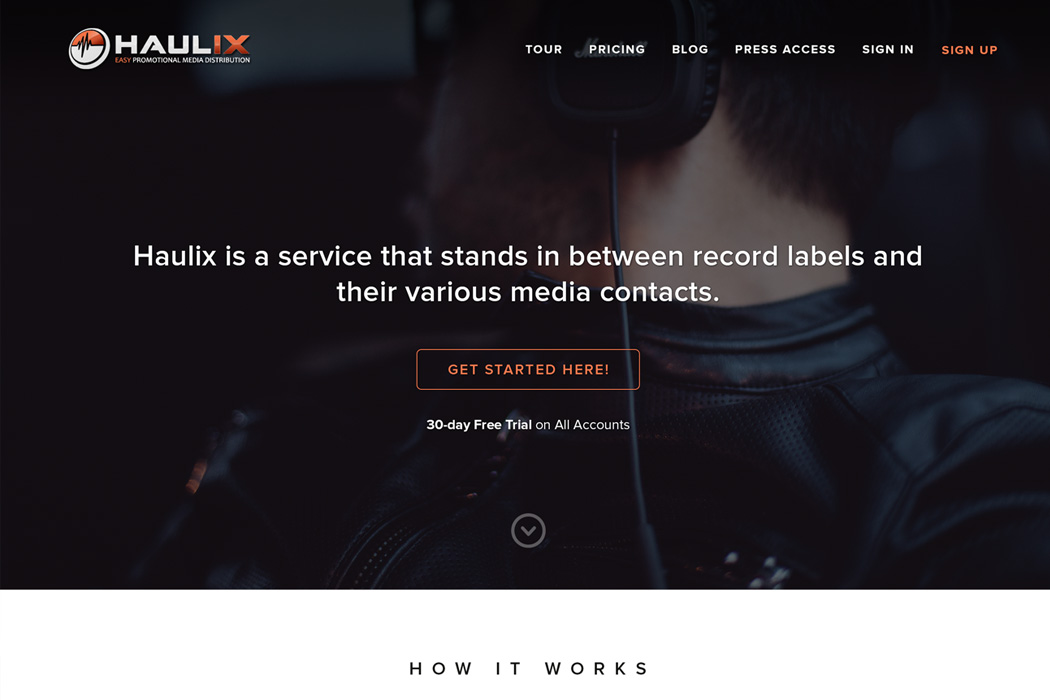 HAULIX
EASY PROMOTIONAL MEDIA DISTRIBUTION
TOUR PRICING BLOG PRESS ACCESS SIGN IN SIGN UP
Marshall
Haulix is a service that stands in between record labels and
their various media contacts.
GET STARTED HERE!
30-day Free Trial on All Accounts
HOW IT WORKS